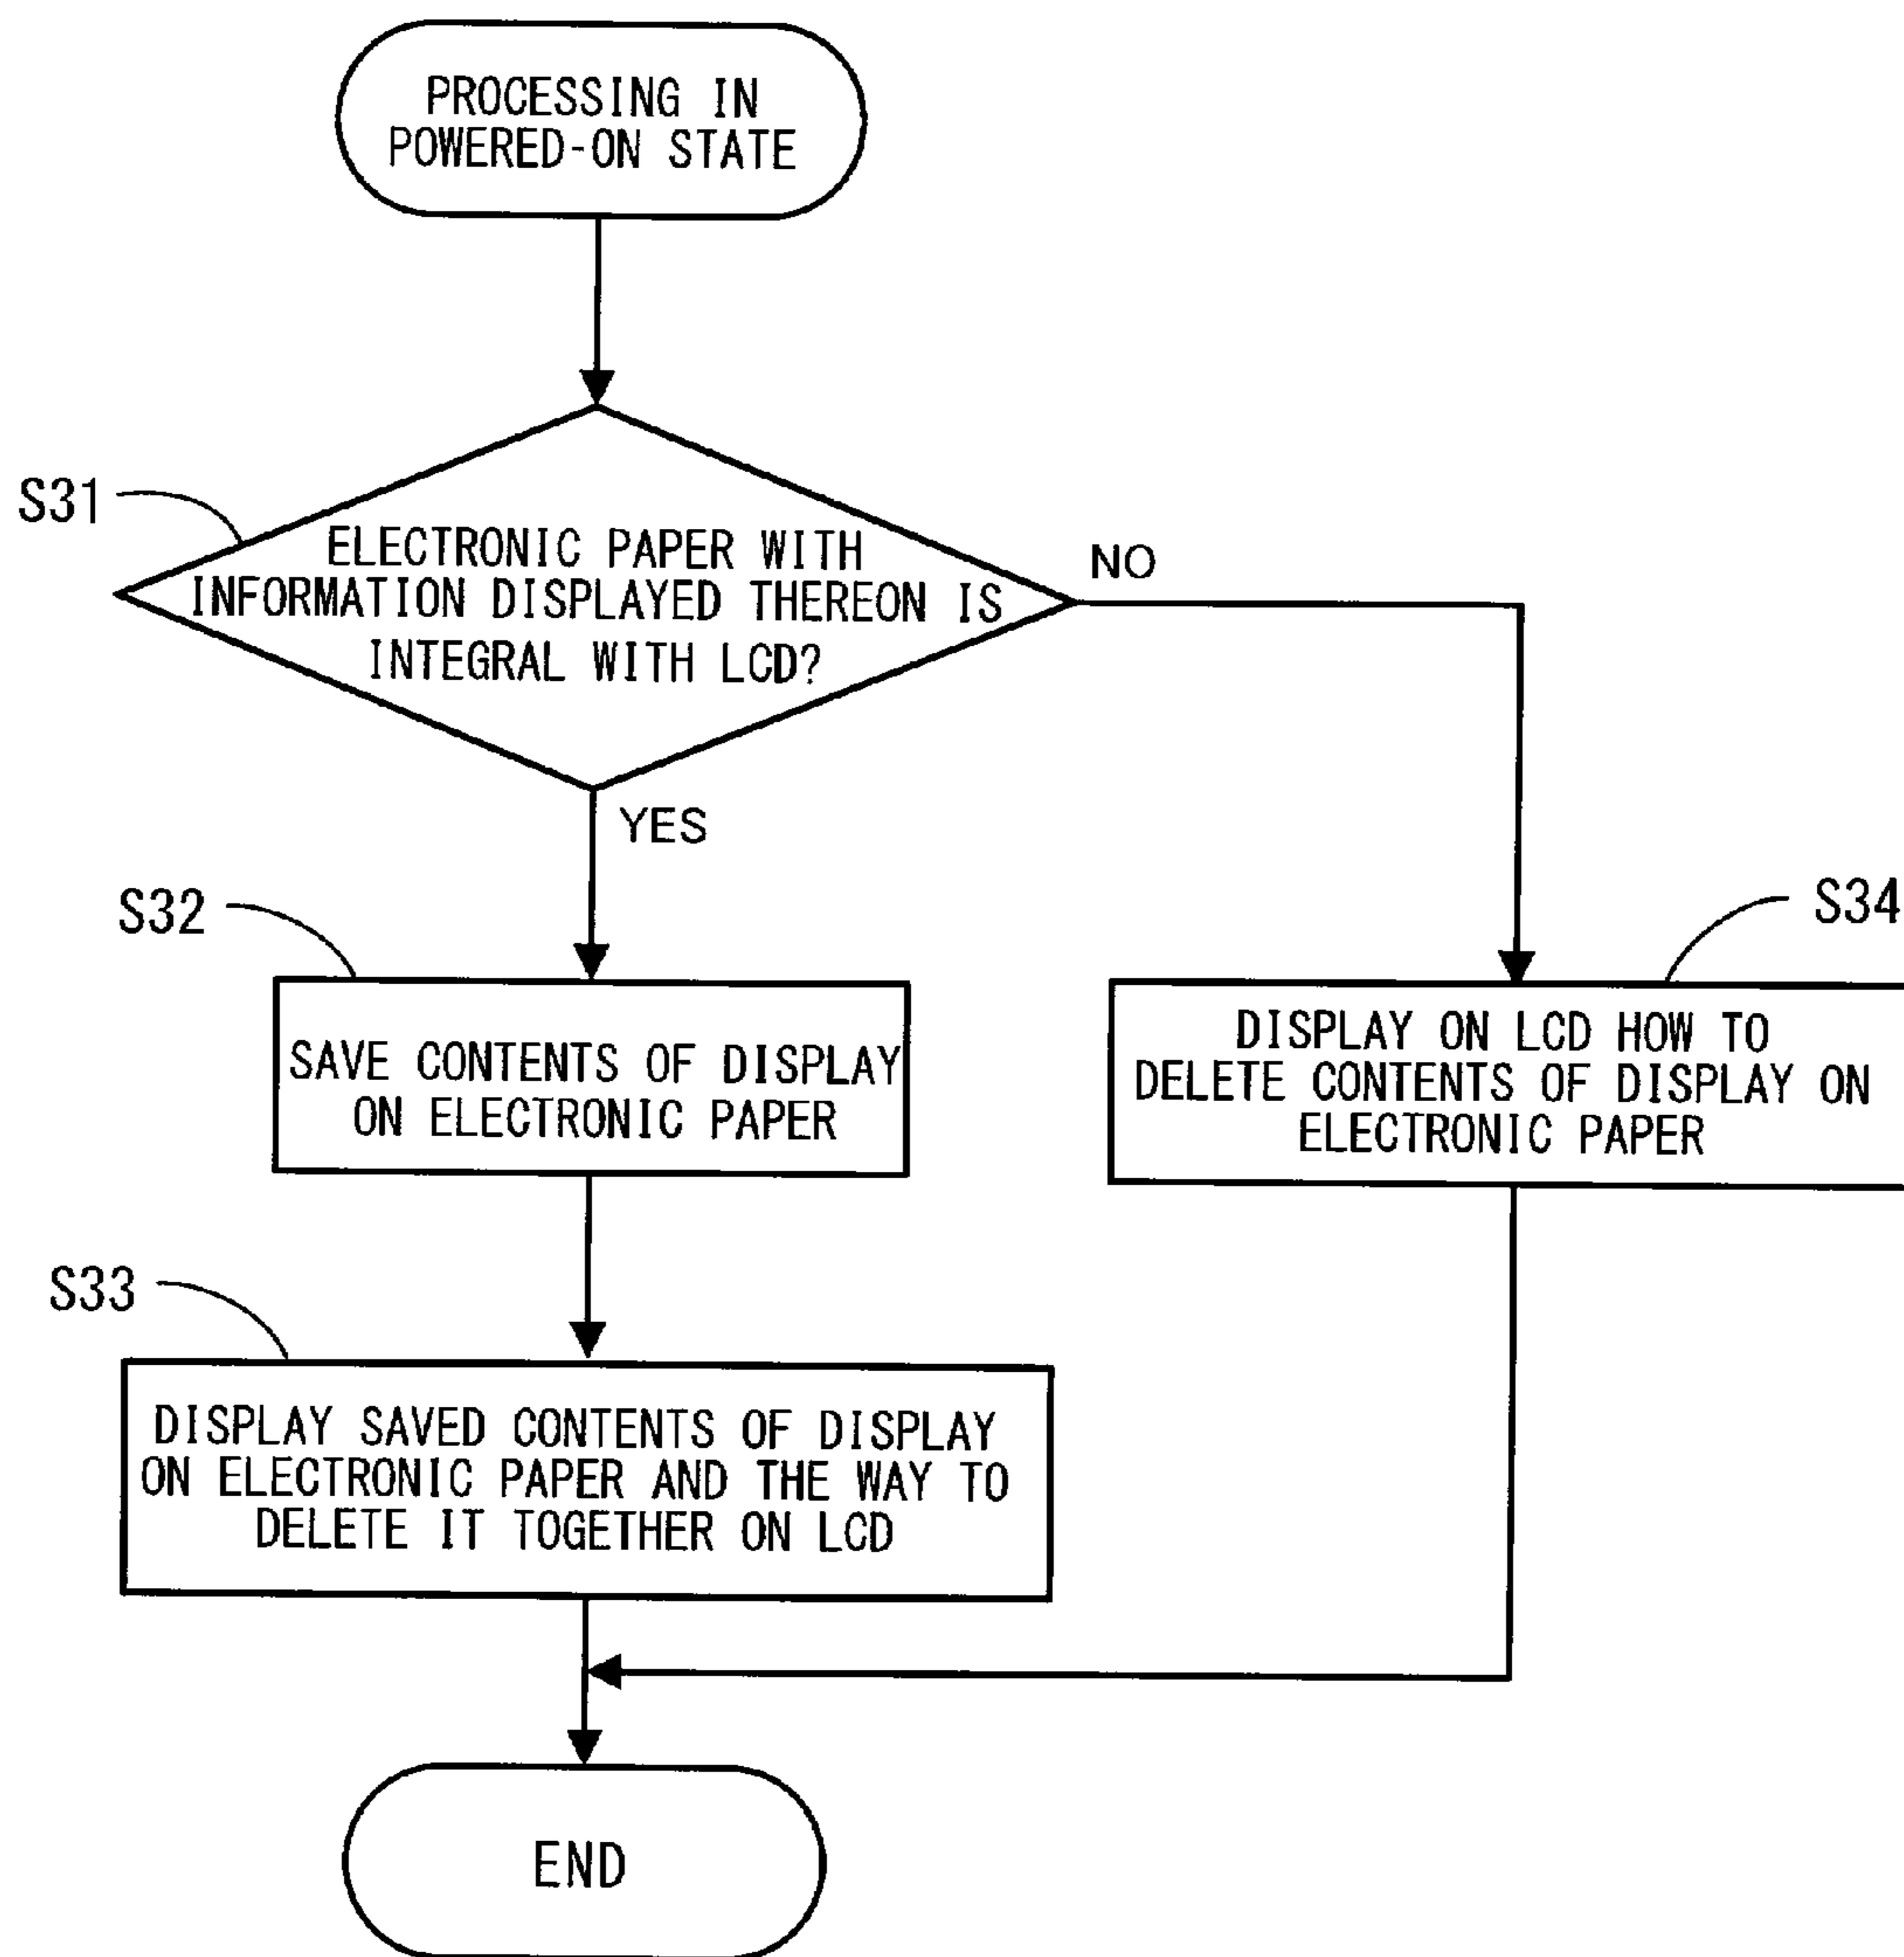 PROCESSING IN
POWERED-ON STATE
S31
ELECTRONIC PAPER WITH
INFORMATION DISPLAYED THEREON IS
INTEGRAL WITH LCD?
NO
YES
S32
SAVE CONTENTS OF DISPLAY
ON ELECTRONIC PAPER
S34
DISPLAY ON LCD HOW TO
DELETE CONTENTS OF DISPLAY ON
ELECTRONIC PAPER
S33
DISPLAY SAVED CONTENTS OF DISPLAY
ON ELECTRONIC PAPER AND THE WAY TO
DELETE IT TOGETHER ON LCD
END